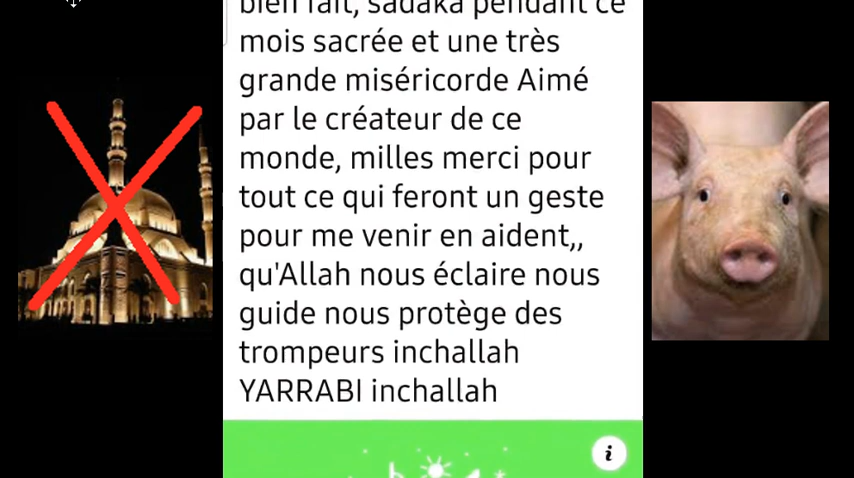 bien fait, sadaka pendant ce
mois sacrée et une très
grande miséricorde Aimé
par le créateur de ce
monde, milles merci pour
tout ce qui feront un geste
pour me venir en aident,,
qu'Allah nous éclaire nous
guide nous protège des
trompeurs inchallah
YARRABI inchallah
i